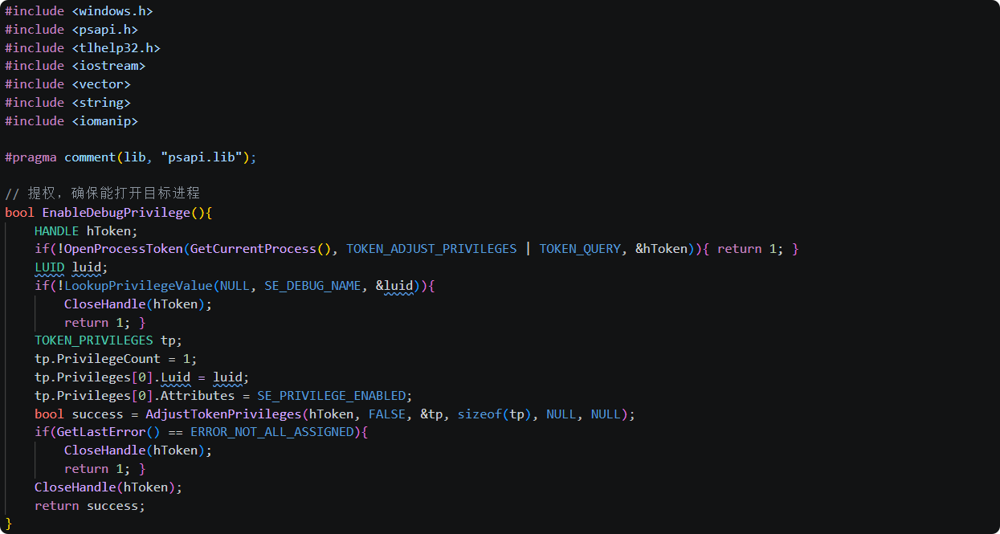 #include <windows.h>
#include <psapi.h>
#include <tlhelp32.h>
#include <iostream>
#include <vector>
#include <string>
#include <iomanip>
#pragma comment(lib, "psapi.lib");
// 提权，确保能打开目标进程
bool EnableDebugPrivilege(){
    HANDLE hToken;
    if(!OpenProcessToken(GetCurrentProcess(), TOKEN_ADJUST_PRIVILEGES | TOKEN_QUERY, &hToken)){ return 1; }
    LUID luid;
    if(!LookupPrivilegeValue(NULL, SE_DEBUG_NAME, &luid)){
        CloseHandle(hToken);
        return 1; }
    TOKEN_PRIVILEGES tp;
    tp.PrivilegeCount = 1;
    tp.Privileges[0].Luid = luid;
    tp.Privileges[0].Attributes = SE_PRIVILEGE_ENABLED;
    bool success = AdjustTokenPrivileges(hToken, FALSE, &tp, sizeof(tp), NULL, NULL);
    if(GetLastError() == ERROR_NOT_ALL_ASSIGNED){
        CloseHandle(hToken);
        return 1; }
    CloseHandle(hToken);
    return success;
}